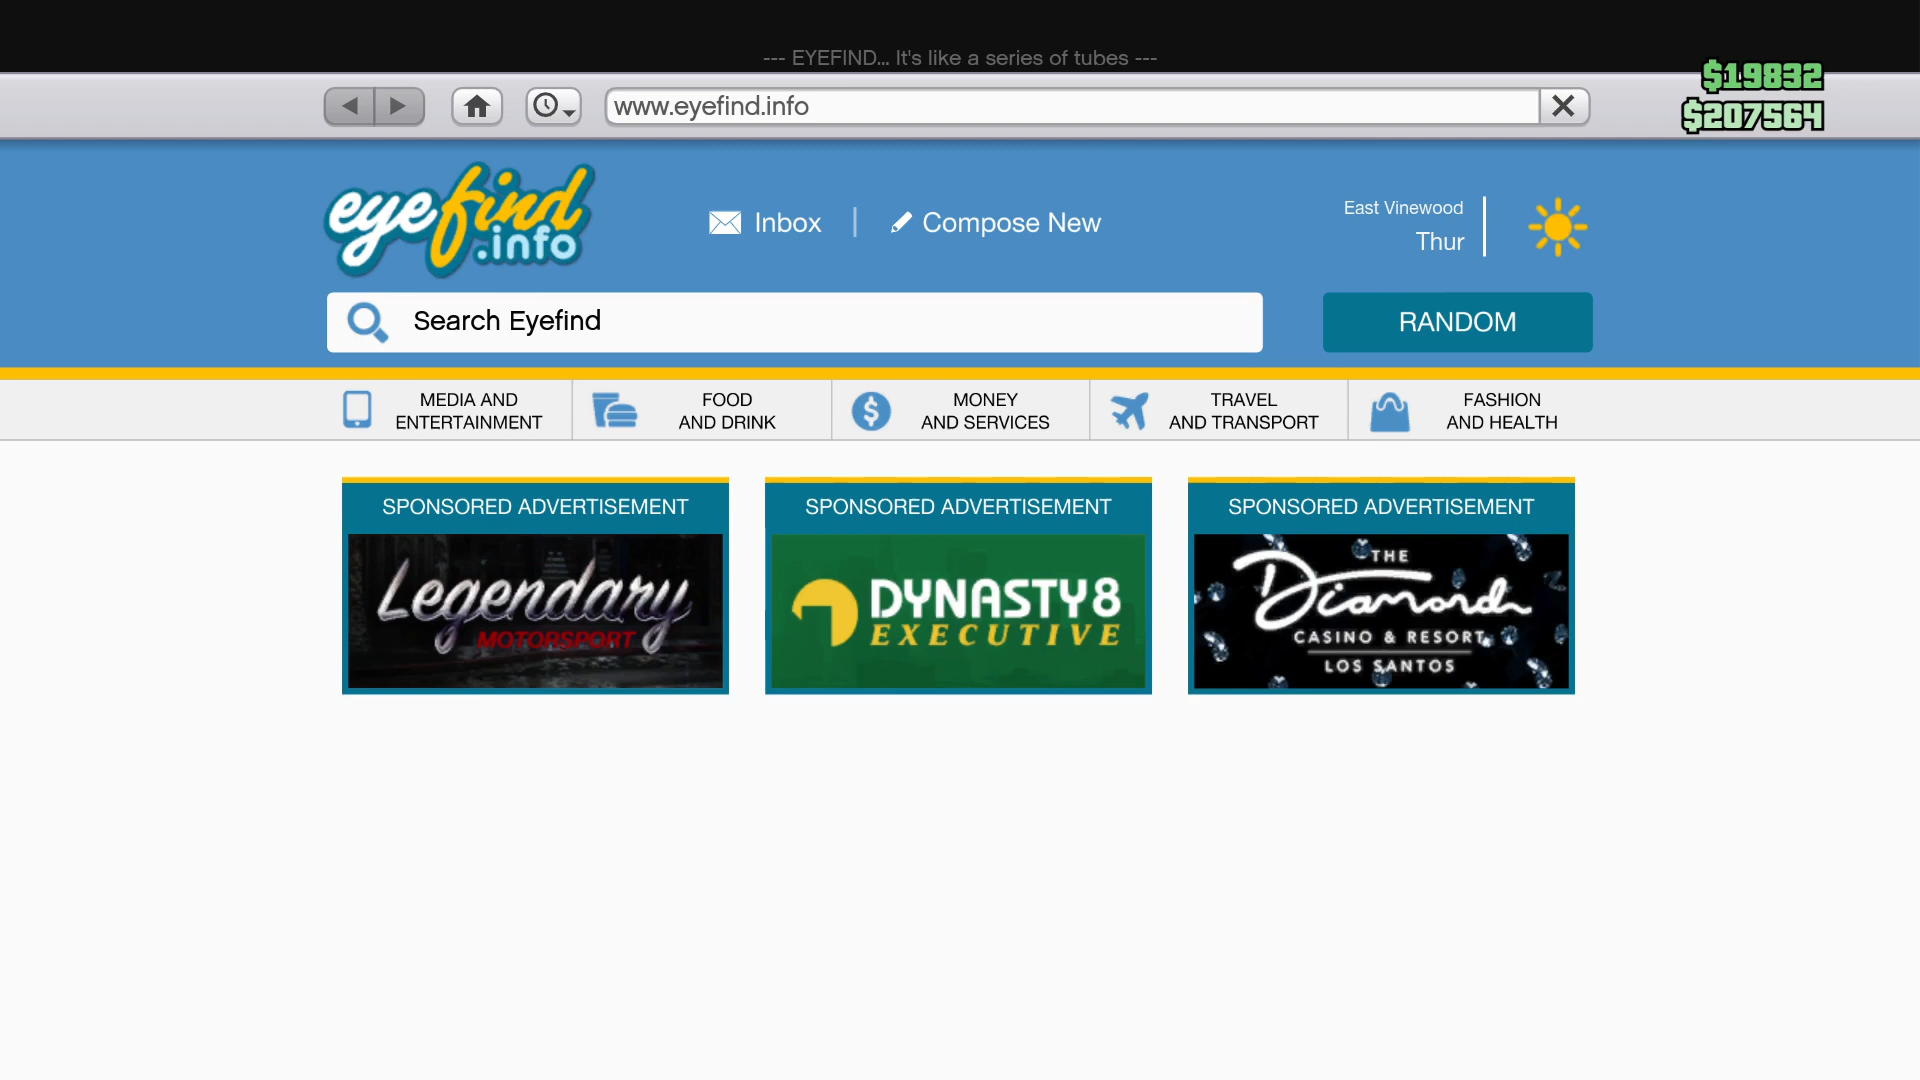 --- EYEFIND... It's like a series of tubes ---
$19832
www.eyefind.info
$207564
eyefind
.info
Inbox
Compose New
East Vinewood
Thur
Search Eyefind
RANDOM
MEDIA AND
ENTERTAINMENT
FOOD
AND DRINK
MONEY
AND SERVICES
TRAVEL
AND TRANSPORT
FASHION
AND HEALTH
SPONSORED ADVERTISEMENT
Legendary
MOTORSPORT
SPONSORED ADVERTISEMENT
DYNASTY8
EXECUTIVE
SPONSORED ADVERTISEMENT
THE
Diamond
CASINO & RESORT
LOS SANTOS